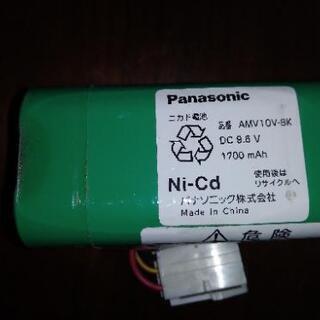 Panasonic
ニカド電池
品番 AMV10V-8K
DC 9.6 V
1700 mAh
Ni-Cd
使用後は
リサイクルへ
パナソニック株式会社
Made in China
危険